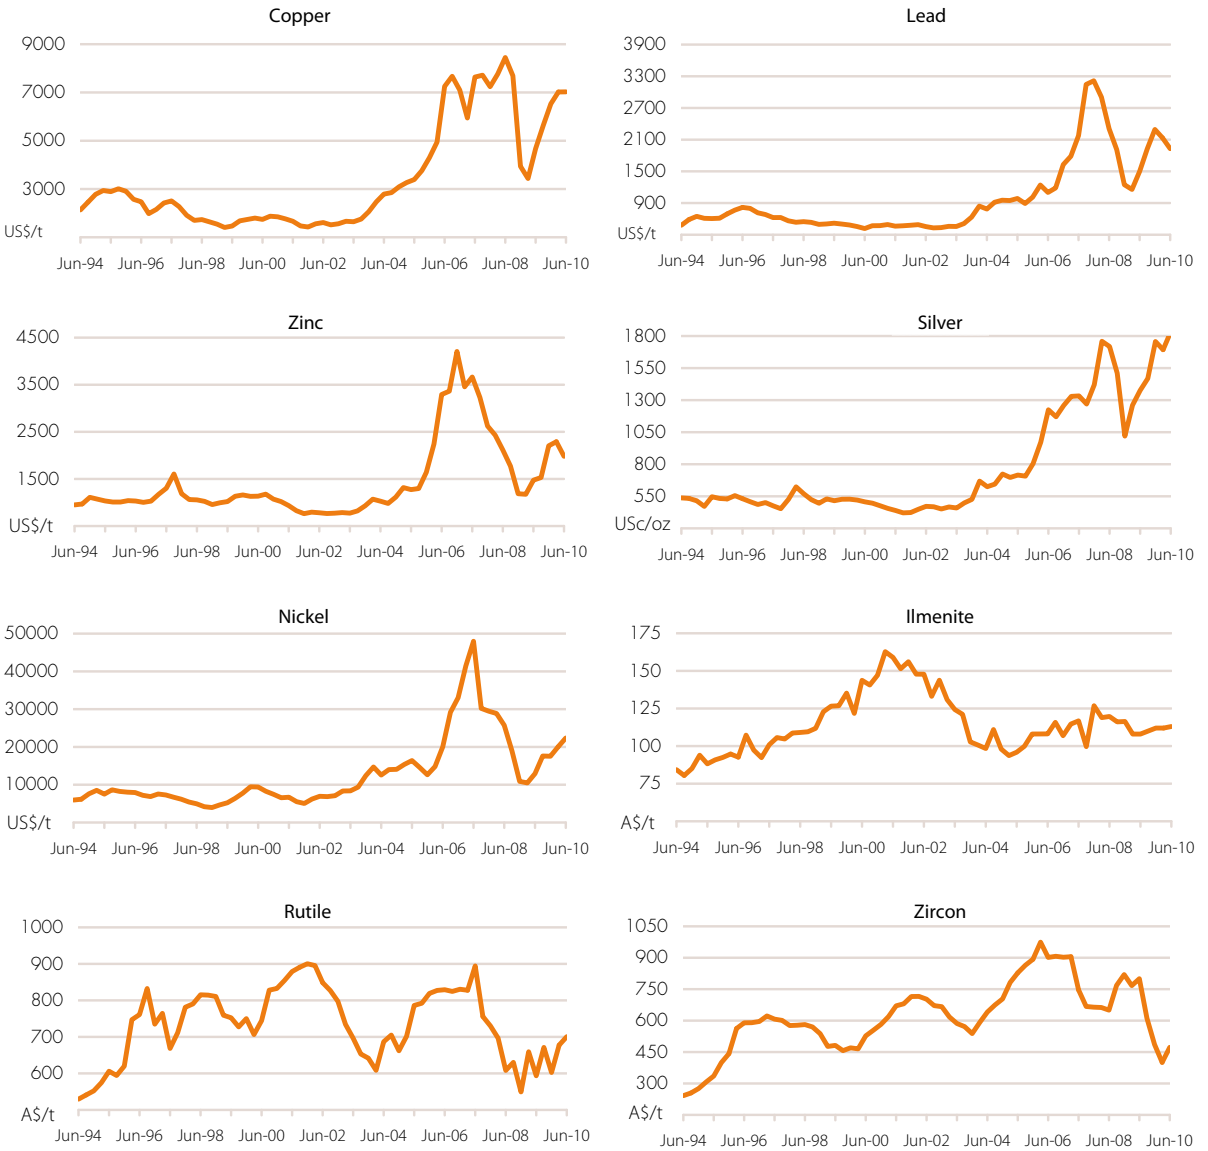 Copper
9000
7000
5000
3000
US$/t
Jun-94 Jun-96 Jun-98 Jun-00 Jun-02 Jun-04 Jun-06 Jun-08 Jun-10
Lead
3900
3300
2700
2100
1500
900
US$/t
Jun-94 Jun-96 Jun-98 Jun-00 Jun-02 Jun-04 Jun-06 Jun-08 Jun-10
Zinc
4500
3500
2500
1500
US$/t
Jun-94 Jun-96 Jun-98 Jun-00 Jun-02 Jun-04 Jun-06 Jun-08 Jun-10
Silver
1800
1550
1300
1050
800
550
USc/oz
Jun-94 Jun-96 Jun-98 Jun-00 Jun-02 Jun-04 Jun-06 Jun-08 Jun-10
Nickel
50000
40000
30000
20000
10000
US$/t
Jun-94 Jun-96 Jun-98 Jun-00 Jun-02 Jun-04 Jun-06 Jun-08 Jun-10
Ilmenite
175
150
125
100
75
A$/t
Jun-94 Jun-96 Jun-98 Jun-00 Jun-02 Jun-04 Jun-06 Jun-08 Jun-10
Rutile
1000
900
800
700
600
A$/t
Jun-94 Jun-96 Jun-98 Jun-00 Jun-02 Jun-04 Jun-06 Jun-08 Jun-10
Zircon
1050
900
750
600
450
300
A$/t
Jun-94 Jun-96 Jun-98 Jun-00 Jun-02 Jun-04 Jun-06 Jun-08 Jun-10